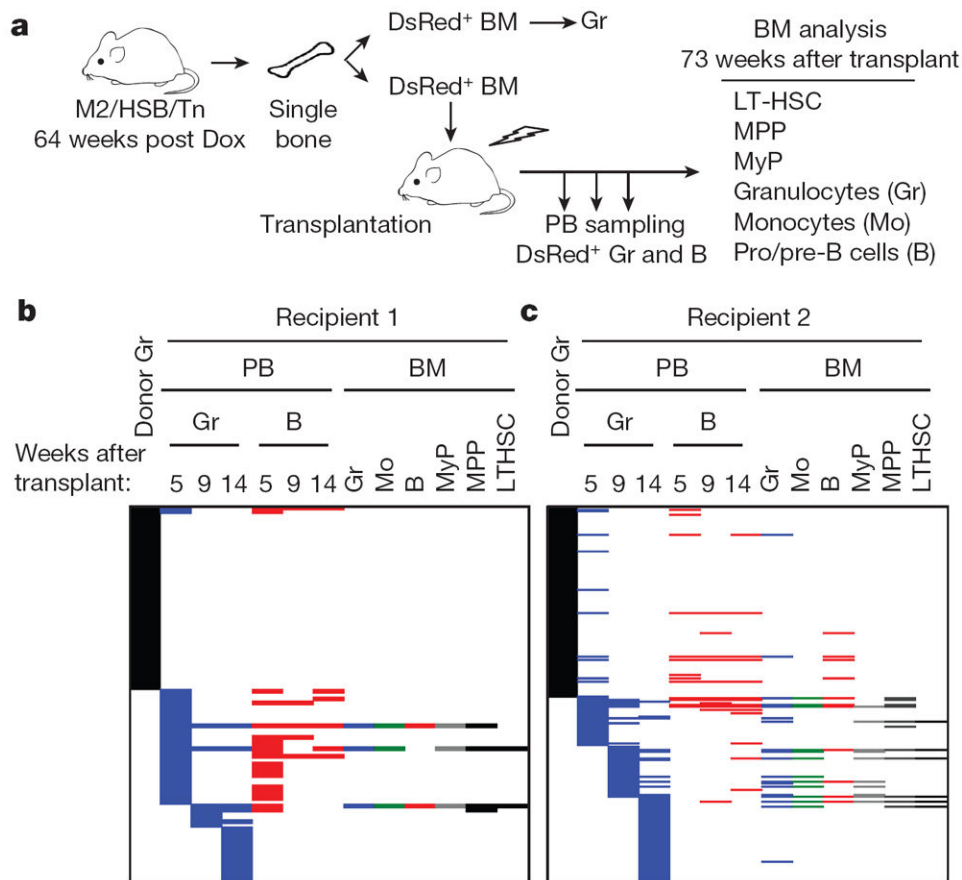 a
DsRed⁺ BM
Gr
DsRed⁺ BM
M2/HSB/Tn
64 weeks post Dox
Single
bone
Transplantation
PB sampling
DsRed⁺ Gr and B
BM analysis
73 weeks after transplant
LT-HSC
MPP
MyP
Granulocytes (Gr)
Monocytes (Mo)
Pro/pre-B cells (B)
b
Recipient 1
Donor Gr
PB
BM
Gr
B
Weeks after
transplant:
5 9 14 5 9 14 Gr Mo B MyP MPP LTHSC
c
Recipient 2
Donor Gr
PB
BM
Gr
B
5 9 14 5 9 14 Gr Mo B MyP MPP LTHSC